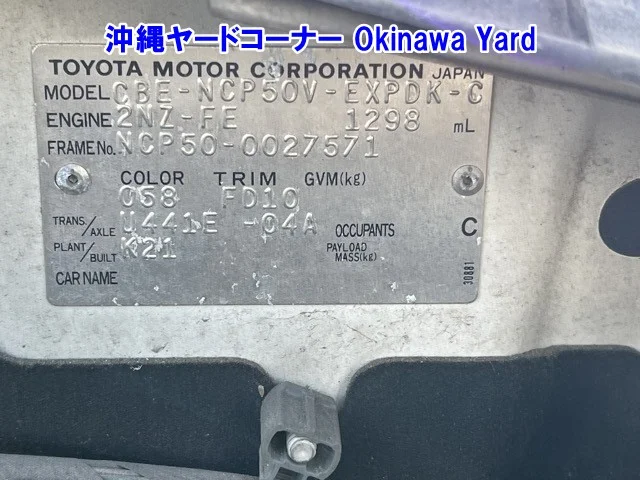 沖縄ヤードコーナー Okinawa Yard
TOYOTA MOTOR CORPORATION JAPAN
MODEL CBE-NCP50V-EXPDK-C
ENGINE 2NZ-FE 1298 mL
FRAME No. NCP50-0027571
COLOR TRIM GVM(kg)
058 FD10
TRANS./AXLE U441E -04A OCCUPANTS C
PLANT/BUILT K21 PAYLOAD MASS(kg)
CAR NAME
30881